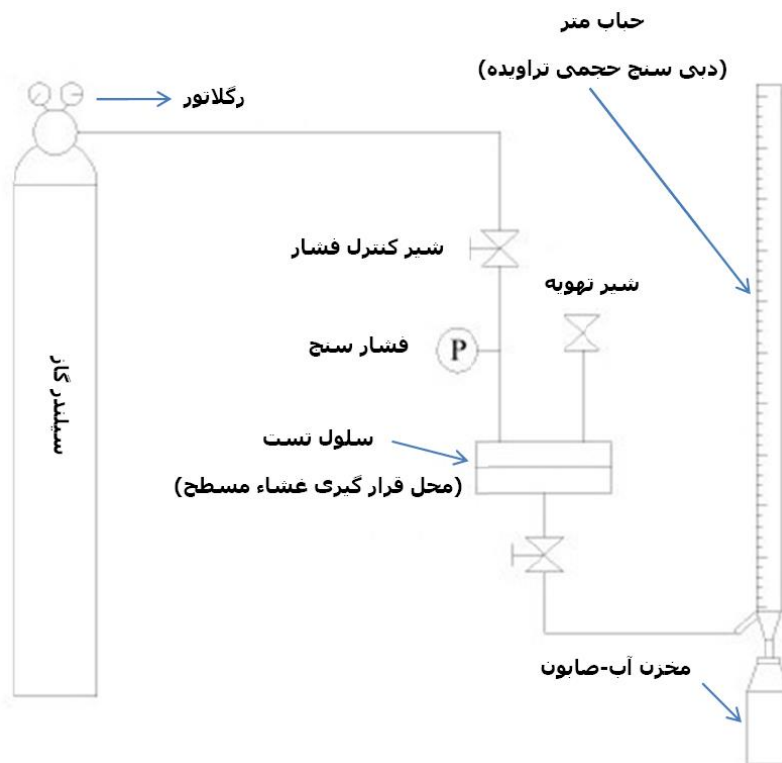 حباب متر
(دبی سنج حجمی تراویده)
رگلاتور
شیر کنترل فشار
شیر تهویه
فشار سنج
P
سیلندر گاز
سلول تست
(محل قرار گیری غشاء مسطح)
مخزن آب-صابون